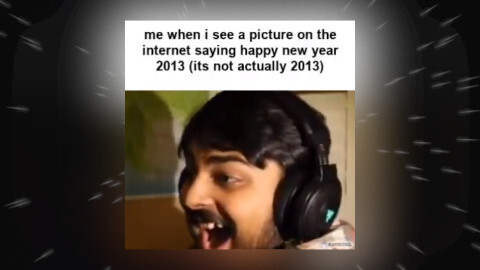 me when i see a picture on the
internet saying happy new year
2013 (its not actually 2013)